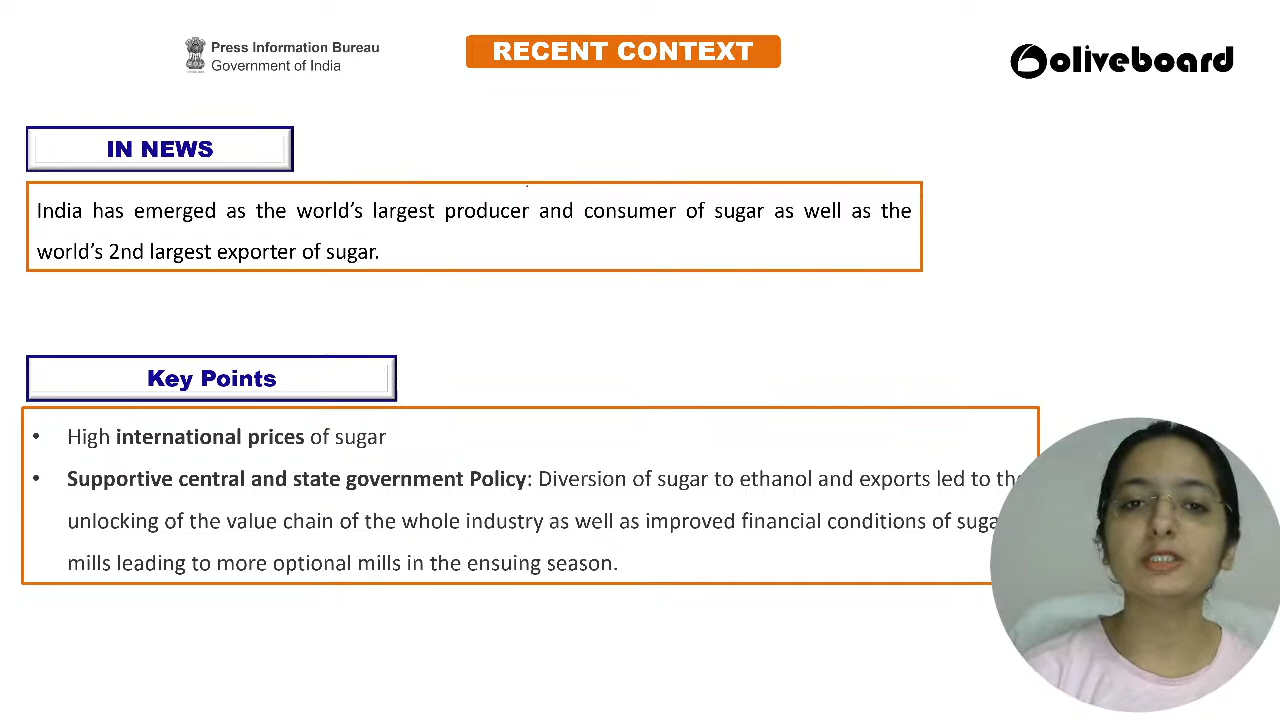 Press Information Bureau
Government of India
RECENT CONTEXT
oliveboard
IN NEWS
India has emerged as the world's largest producer and consumer of sugar as well as the
world's 2nd largest exporter of sugar.
Key Points
• High international prices of sugar
• Supportive central and state government Policy: Diversion of sugar to ethanol and exports led to the
unlocking of the value chain of the whole industry as well as improved financial conditions of suga
mills leading to more optional mills in the ensuing season.